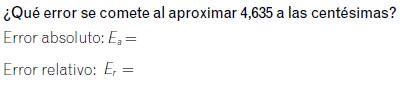 ¿Qué error se comete al aproximar 4,635 a las centésimas?
Error absoluto: Eₐ =
Error relativo: Eᵣ =